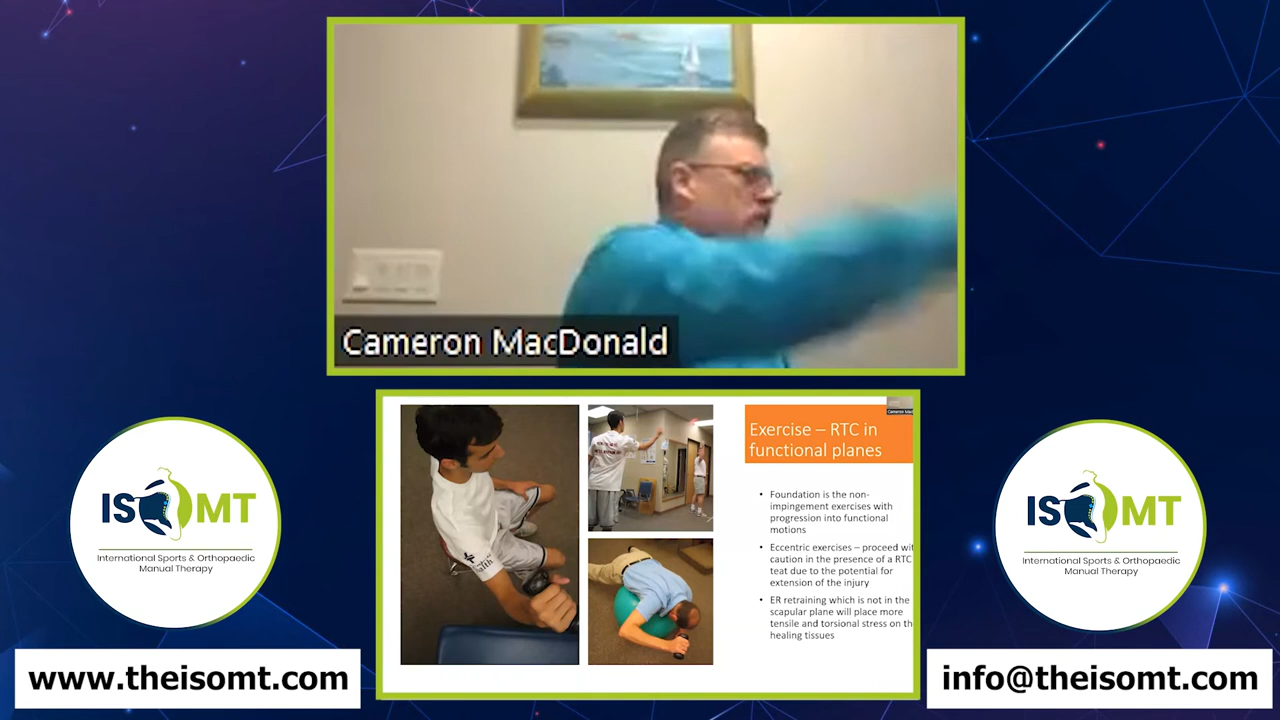 Cameron MacDonald
Exercise – RTC in
functional planes
• Foundation is the non-
impingement exercises with
progression into functional
motions
• Eccentric exercises – proceed wit
caution in the presence of a RTC
teat due to the potential for
extension of the injury
• ER retraining which is not in the
scapular plane will place more
tensile and torsional stress on th
healing tissues
ISOMT
International Sports & Orthopaedic
Manual Therapy
ISOMT
International Sports & Orthopaedic
Manual Therapy
www.theisomt.com
info@theisomt.com